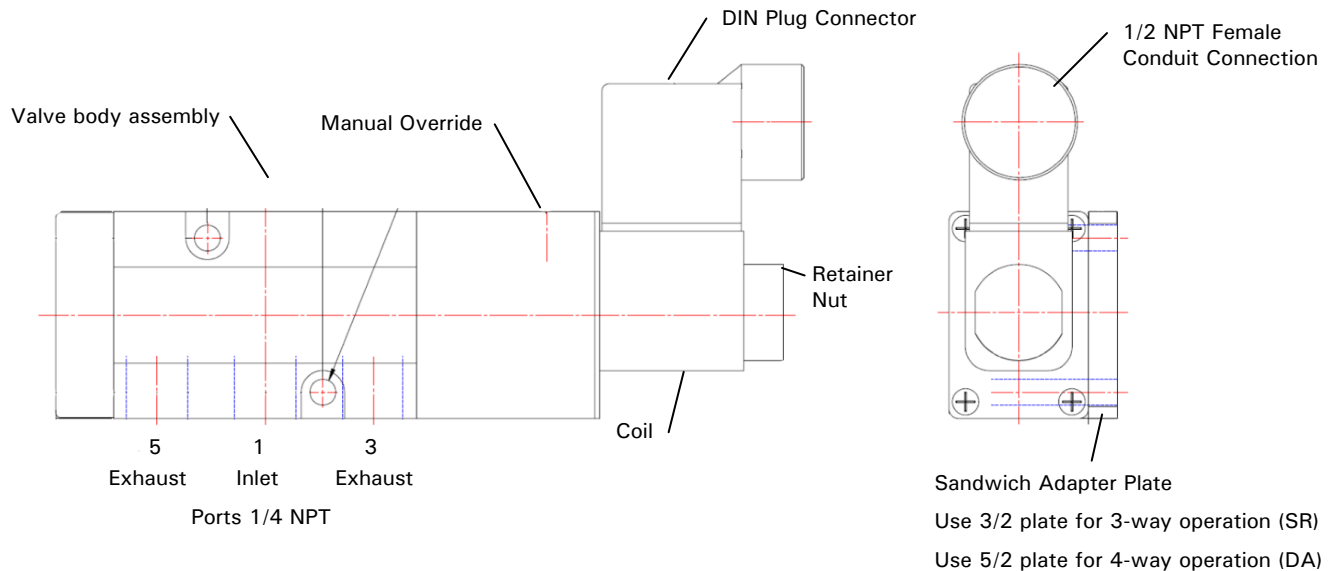 DIN Plug Connector
1/2 NPT Female
Conduit Connection
Valve body assembly
Manual Override
Retainer
Nut
Coil
5
1
3
Exhaust
Inlet
Exhaust
Ports 1/4 NPT
Sandwich Adapter Plate
Use 3/2 plate for 3-way operation (SR)
Use 5/2 plate for 4-way operation (DA)